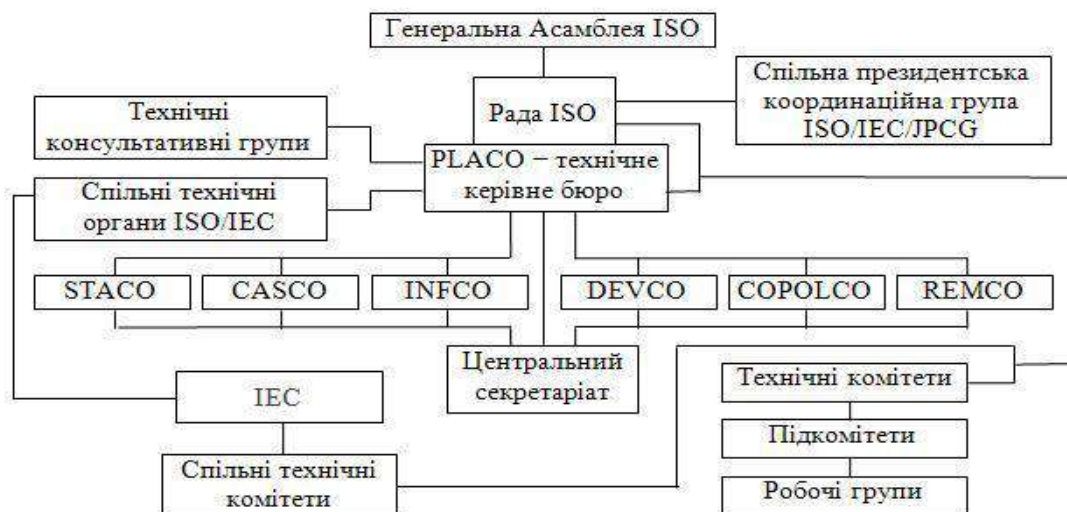 Генеральна Асамблея ISO
Рада ISO
Спільна президентська
координаційна група
ISO/IEC/JPCG
Технічні
консультативні групи
PLACO – технічне
керівне бюро
Спільні технічні
органи ISO/IEC
STACO
CASCO
INFCO
DEVCO
COPOLCO
REMCO
Центральний
секретаріат
IEC
Технічні комітети
Підкомітети
Спільні технічні
комітети
Робочі групи